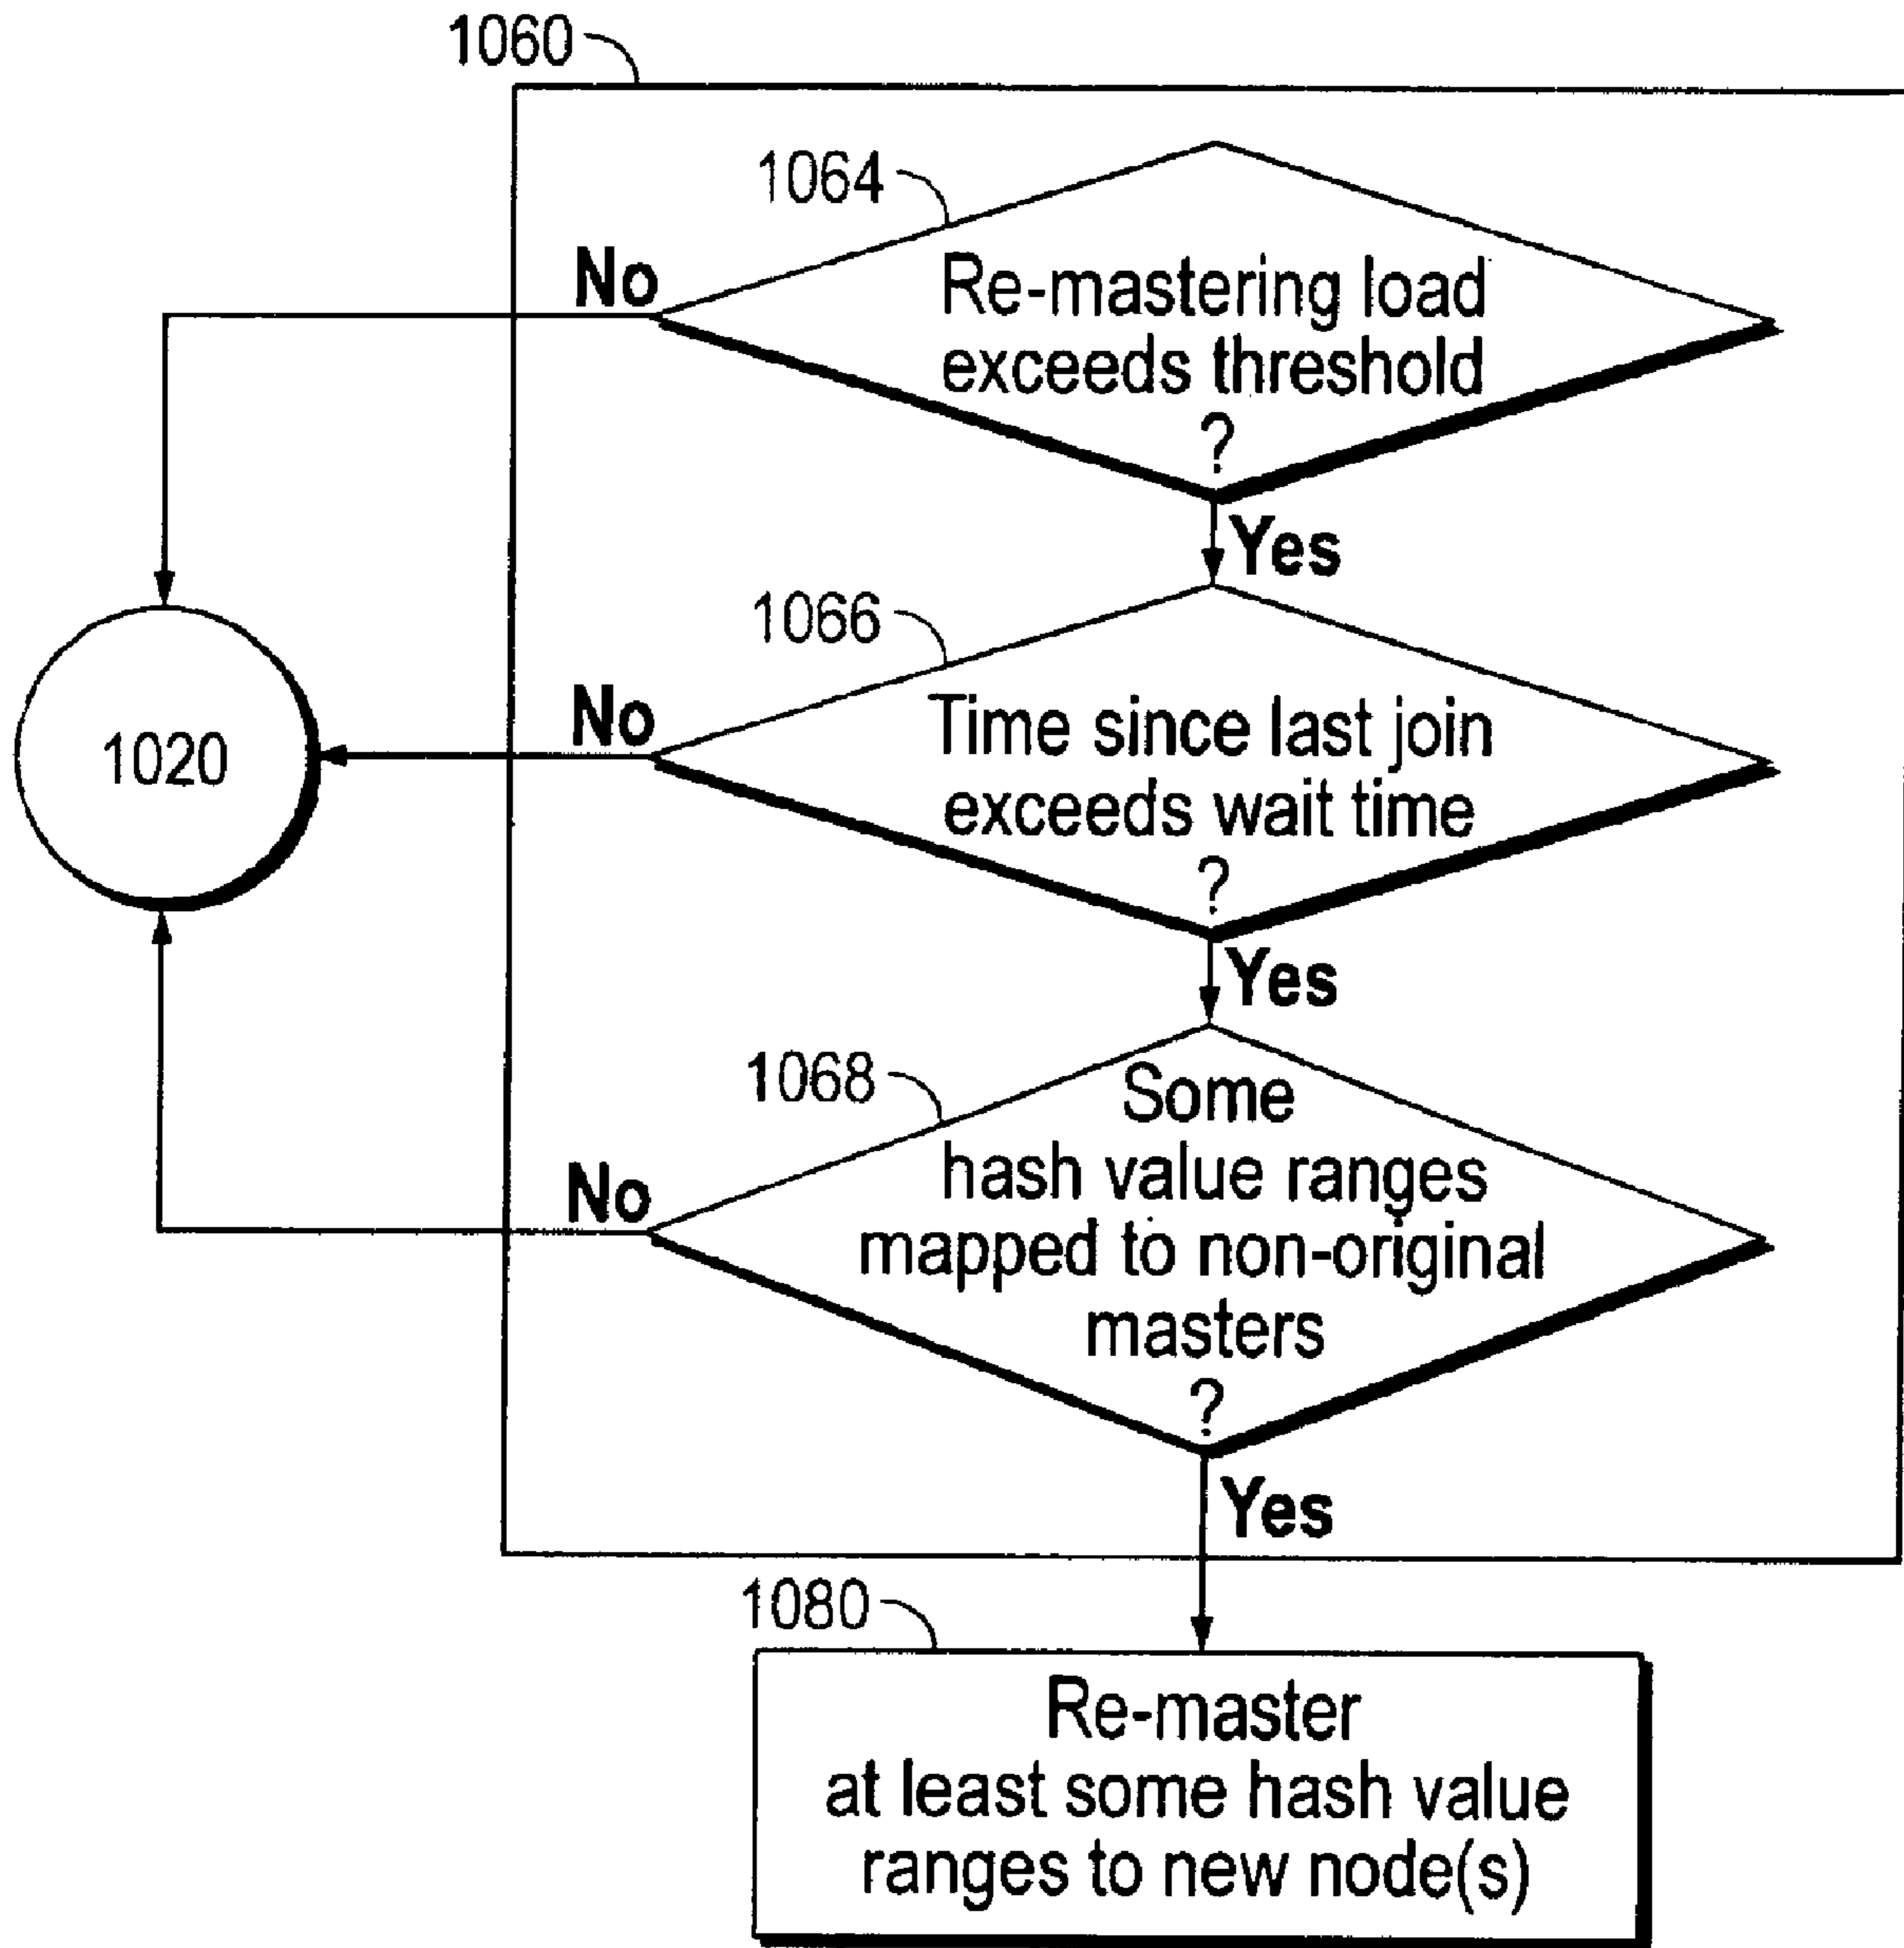 1060
1064
No
Re-mastering load
exceeds threshold
?
Yes
1066
No
Time since last join
exceeds wait time
?
1020
Yes
1068
Some
No
hash value ranges
mapped to non-original
masters
?
Yes
1080
Re-master
at least some hash value
ranges to new node(s)